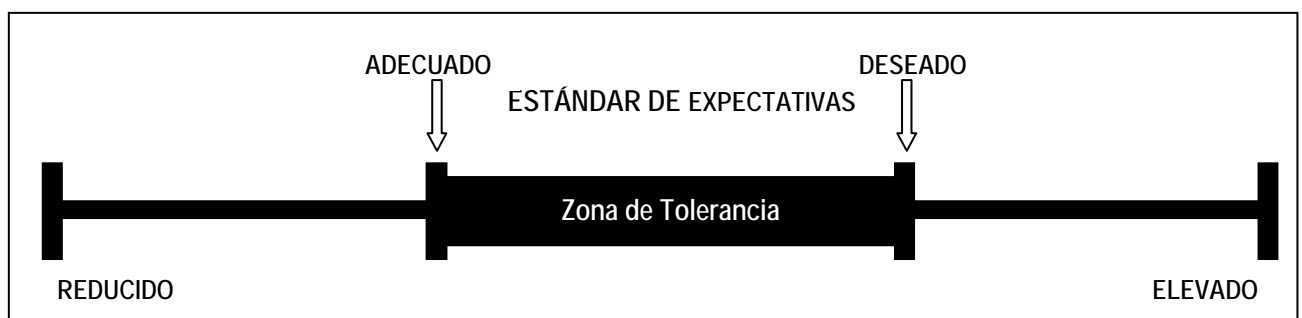 ADECUADO
DESEADO
ESTÁNDAR DE EXPECTATIVAS
Zona de Tolerancia
REDUCIDO
ELEVADO